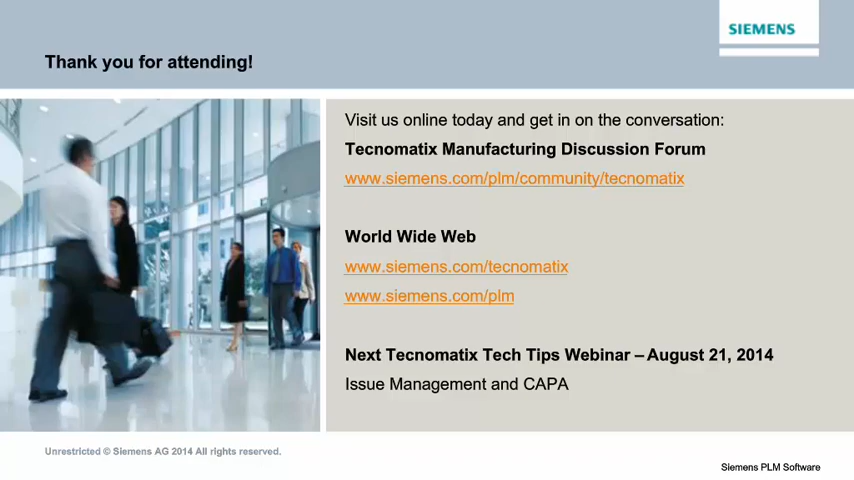 SIEMENS
Thank you for attending!
Visit us online today and get in on the conversation:
Tecnomatix Manufacturing Discussion Forum
www.siemens.com/plm/community/tecnomatix
World Wide Web
www.siemens.com/tecnomatix
www.siemens.com/plm
Next Tecnomatix Tech Tips Webinar – August 21, 2014
Issue Management and CAPA
Unrestricted © Siemens AG 2014 All rights reserved.
Siemens PLM Software